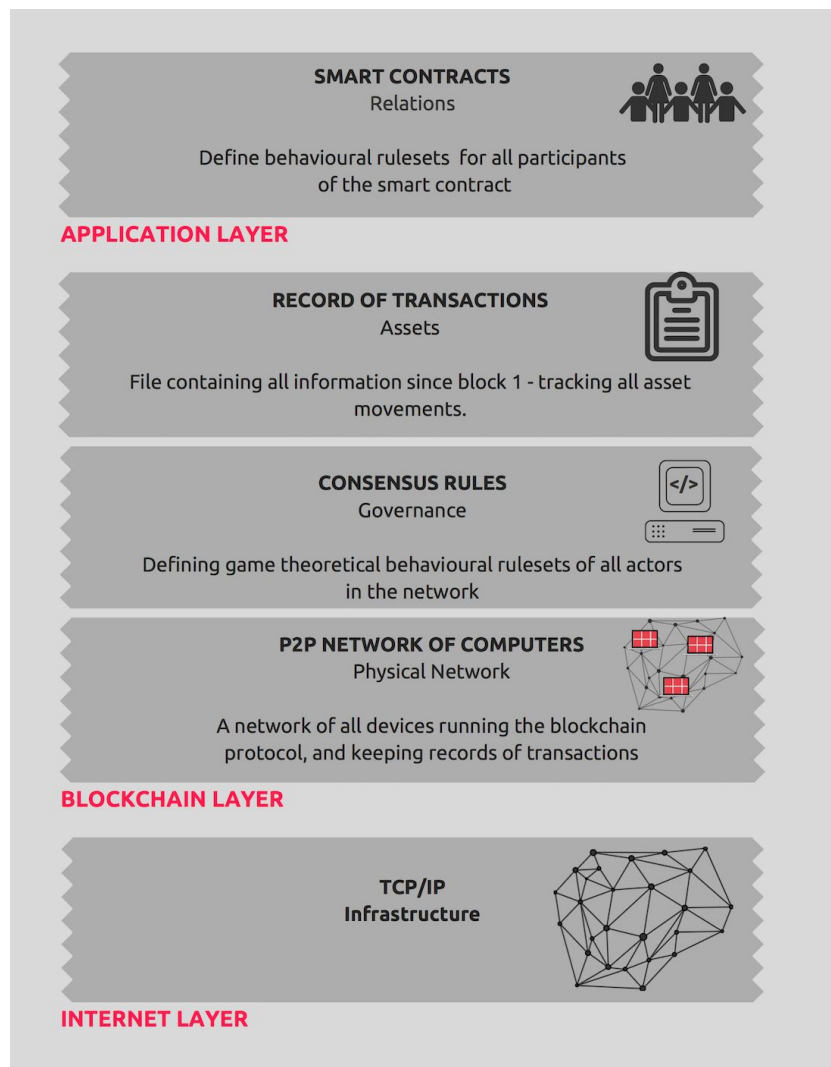 SMART CONTRACTS
Relations
Define behavioural rulesets for all participants
of the smart contract
APPLICATION LAYER
RECORD OF TRANSACTIONS
Assets
File containing all information since block 1 - tracking all asset
movements.
CONSENSUS RULES
Governance
</>
Defining game theoretical behavioural rulesets of all actors
in the network
P2P NETWORK OF COMPUTERS
Physical Network
A network of all devices running the blockchain
protocol, and keeping records of transactions
BLOCKCHAIN LAYER
TCP/IP
Infrastructure
INTERNET LAYER